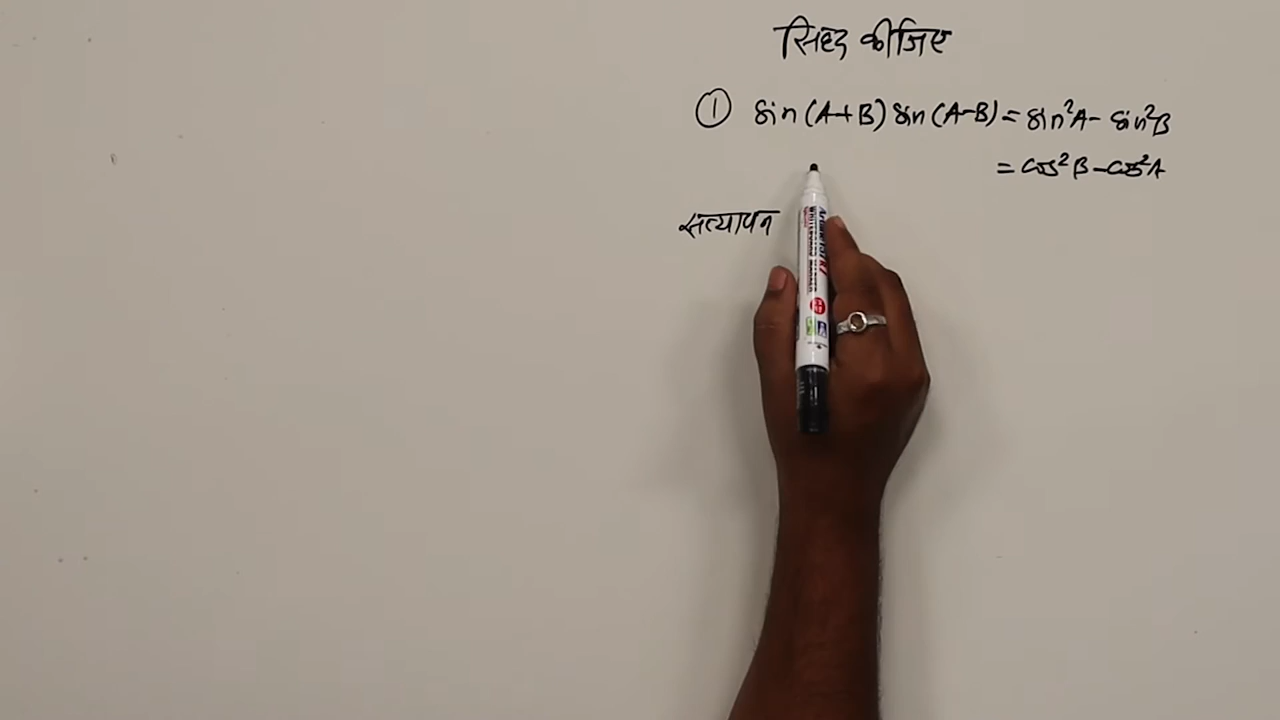 सिद्ध कीजिए
① sin(A+B) sin(A-B) = sin²A - sin²B
= cos²B - cos²A
सत्यापन